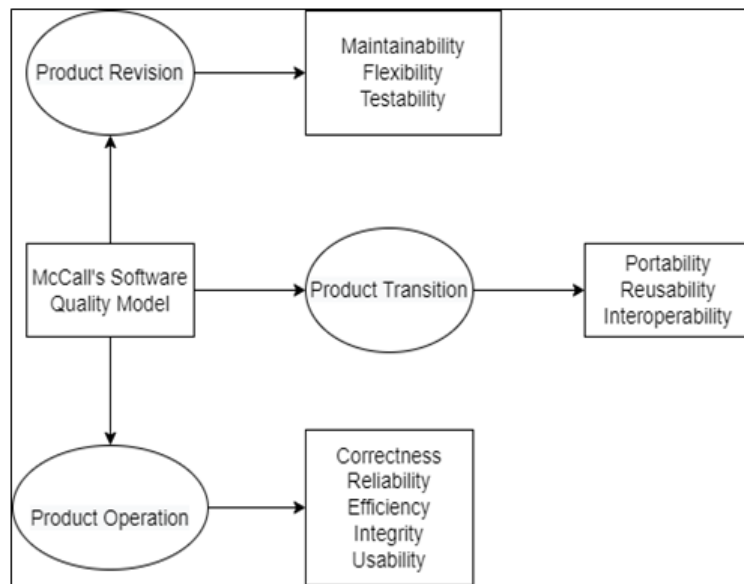 Product Revision
Maintainability
Flexibility
Testability
McCall's Software
Quality Model
Product Transition
Portability
Reusability
Interoperability
Product Operation
Correctness
Reliability
Efficiency
Integrity
Usability